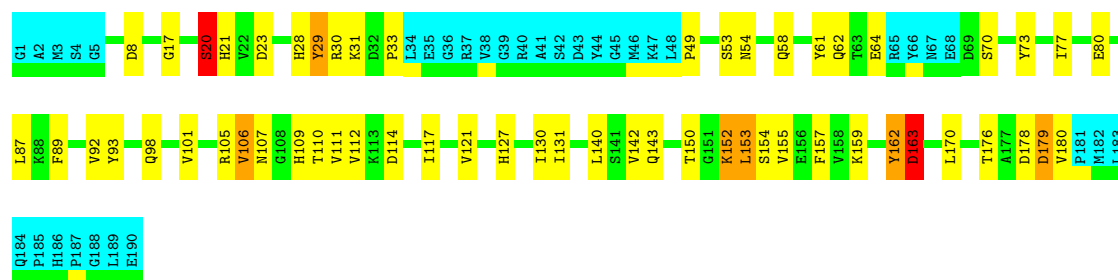 G1 A2 M3 S4 G5 D8 G17 S20 H21 V22 D23 H28 Y29 R30 K31 D32 P33 L34 E35 G36 R37 V38 G39 R40 A41 S42 D43 Y44 G45 M46 K47 L48 P49 S53 N54 Q58 Y61 Q62 T63 E64 R65 Y66 N67 E68 D69 S70 Y73 I77 E80
L87 K88 F89 V92 Y93 Q98 V101 R105 V106 N107 G108 H109 T110 V111 V112 K113 D114 I117 V121 H127 I130 I131 L140 S141 V142 Q143 T150 G151 K152 L153 S154 V155 E156 F157 V158 K159 Y162 D163 L170 T176 A177 D178 D179 V180 P181 M182 L183
Q184 P185 H186 P187 G188 L189 E190